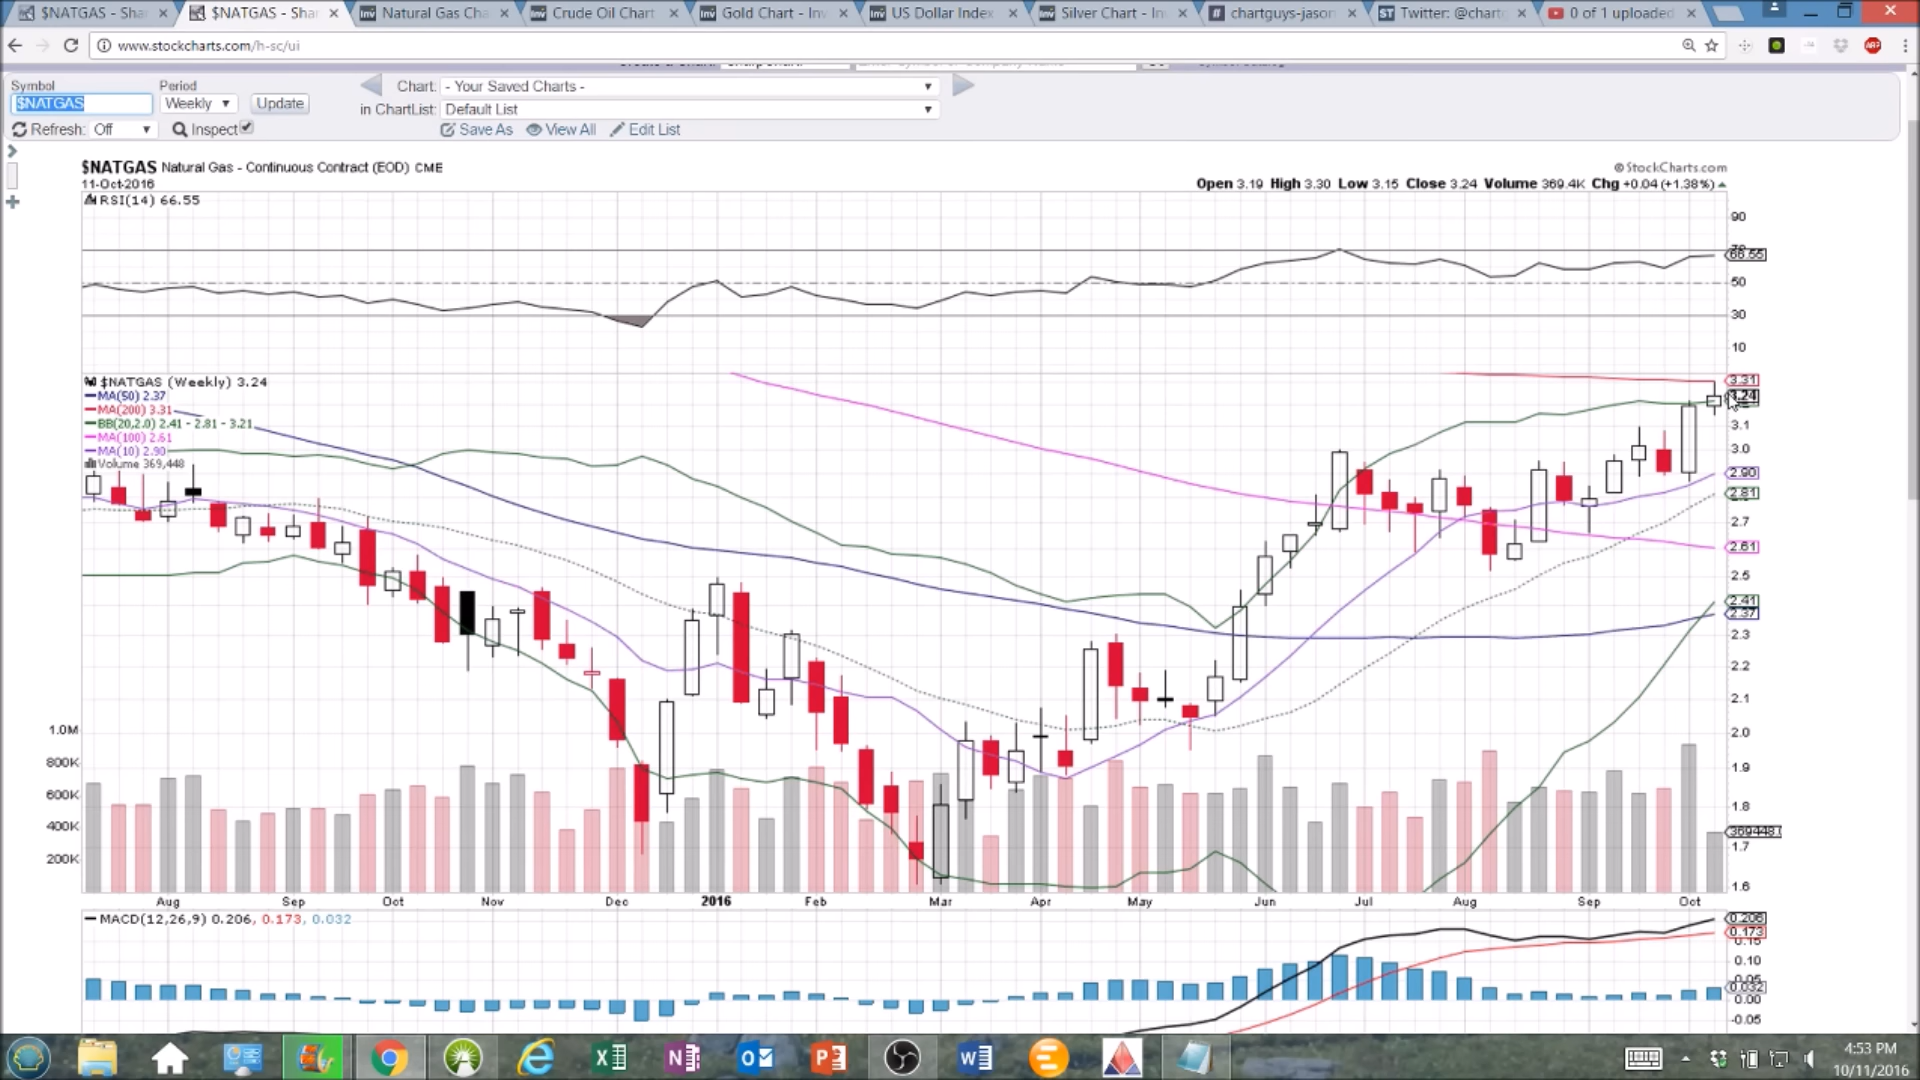 $NATGAS - Shar
$NATGAS - Shar
Natural Gas Cha
Crude Oil Chart
Gold Chart - Inv
US Dollar Index
Silver Chart - In
chartguys-jason
Twitter: @chart
0 of 1 uploaded
www.stockcharts.com/h-sc/ui
Symbol
Period
Chart: - Your Saved Charts -
$NATGAS
Weekly
Update
in ChartList: Default List
Refresh: Off
Inspect
Save As
View All
Edit List
$NATGAS Natural Gas - Continuous Contract (EOD) CME
© StockCharts.com
11-Oct-2016
Open 3.19 High 3.30 Low 3.15 Close 3.24 Volume 369.4K Chg +0.04 (+1.38%)
RSI(14) 66.55
90
70
66.55
50
30
10
$NATGAS (Weekly) 3.24
MA(50) 2.37
MA(200) 3.31
BB(20,2.0) 2.41 - 2.81 - 3.21
MA(100) 2.61
MA(10) 2.90
Volume 369,448
3.31
3.24
3.1
3.0
2.90
2.81
2.7
2.61
2.5
2.41
2.37
2.3
2.2
2.1
2.0
1.9
1.8
369448
1.7
1.6
1.0M
800K
600K
400K
200K
Aug Sep Oct Nov Dec 2016 Feb Mar Apr May Jun Jul Aug Sep Oct
MACD(12,26,9) 0.206, 0.173, 0.032
0.206
0.173
0.15
0.10
0.05
0.032
0.00
-0.05
4:53 PM
10/11/2016